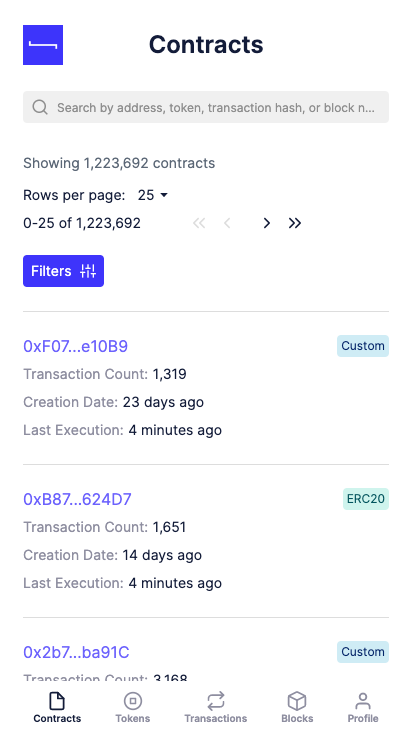 Contracts
Search by address, token, transaction hash, or block n...
Showing 1,223,692 contracts
Rows per page: 25
0-25 of 1,223,692
Filters
0xF07...e10B9 Custom
Transaction Count: 1,319
Creation Date: 23 days ago
Last Execution: 4 minutes ago
0xB87...624D7 ERC20
Transaction Count: 1,651
Creation Date: 14 days ago
Last Execution: 4 minutes ago
0x2b7...ba91C Custom
Transaction Count: 3,168
Contracts Tokens Transactions Blocks Profile